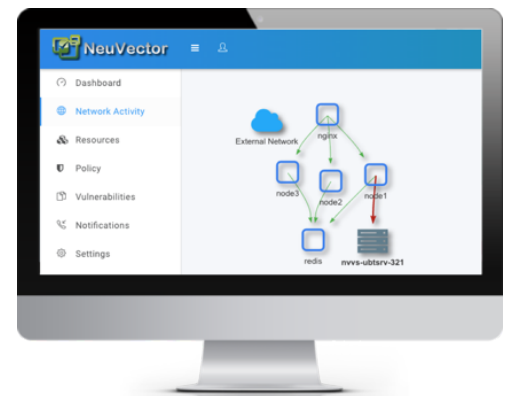 NeuVector
Dashboard
Network Activity
Resources
Policy
Vulnerabilities
Notifications
Settings
External Network
nginx
node3
node2
node1
redis
nvvs-ubtsrv-321